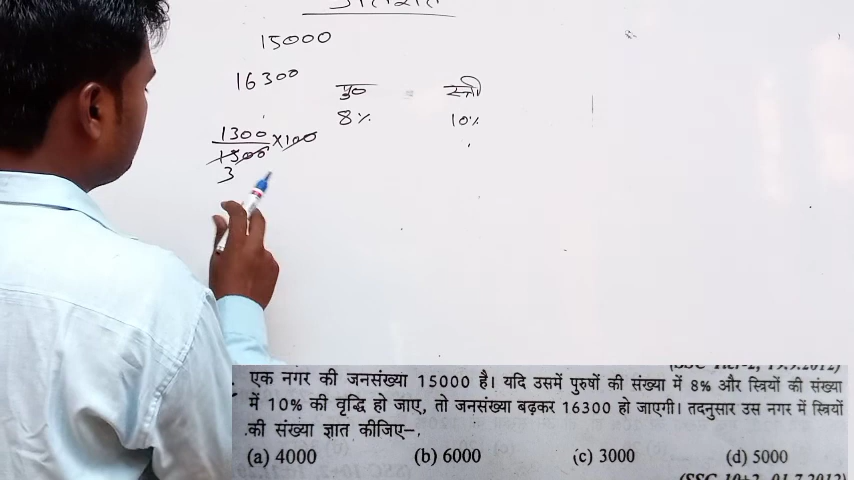 15000
16300
पु० = स्त्री
8% 10%
1300
1500 × 100
3
एक नगर की जनसंख्या 15000 है। यदि उसमें पुरुषों की संख्या में 8% और स्त्रियों की संख्या
में 10% की वृद्धि हो जाए, तो जनसंख्या बढ़कर 16300 हो जाएगी। तदनुसार उस नगर में स्त्रियों
की संख्या ज्ञात कीजिए–
(a) 4000 (b) 6000 (c) 3000 (d) 5000